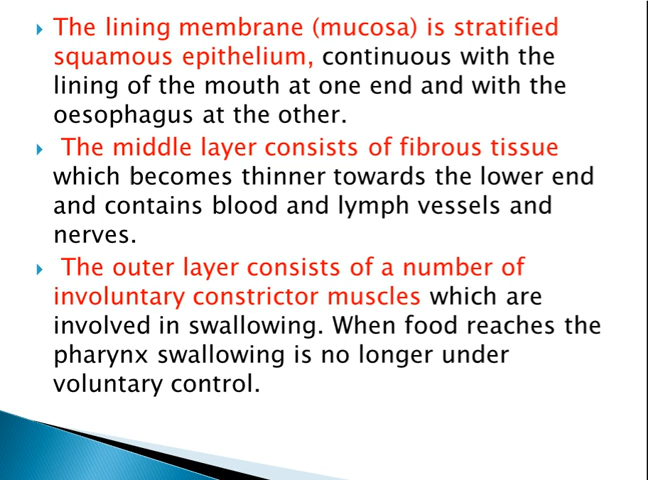 The lining membrane (mucosa) is stratified
squamous epithelium, continuous with the
lining of the mouth at one end and with the
oesophagus at the other.
The middle layer consists of fibrous tissue
which becomes thinner towards the lower end
and contains blood and lymph vessels and
nerves.
The outer layer consists of a number of
involuntary constrictor muscles which are
involved in swallowing. When food reaches the
pharynx swallowing is no longer under
voluntary control.